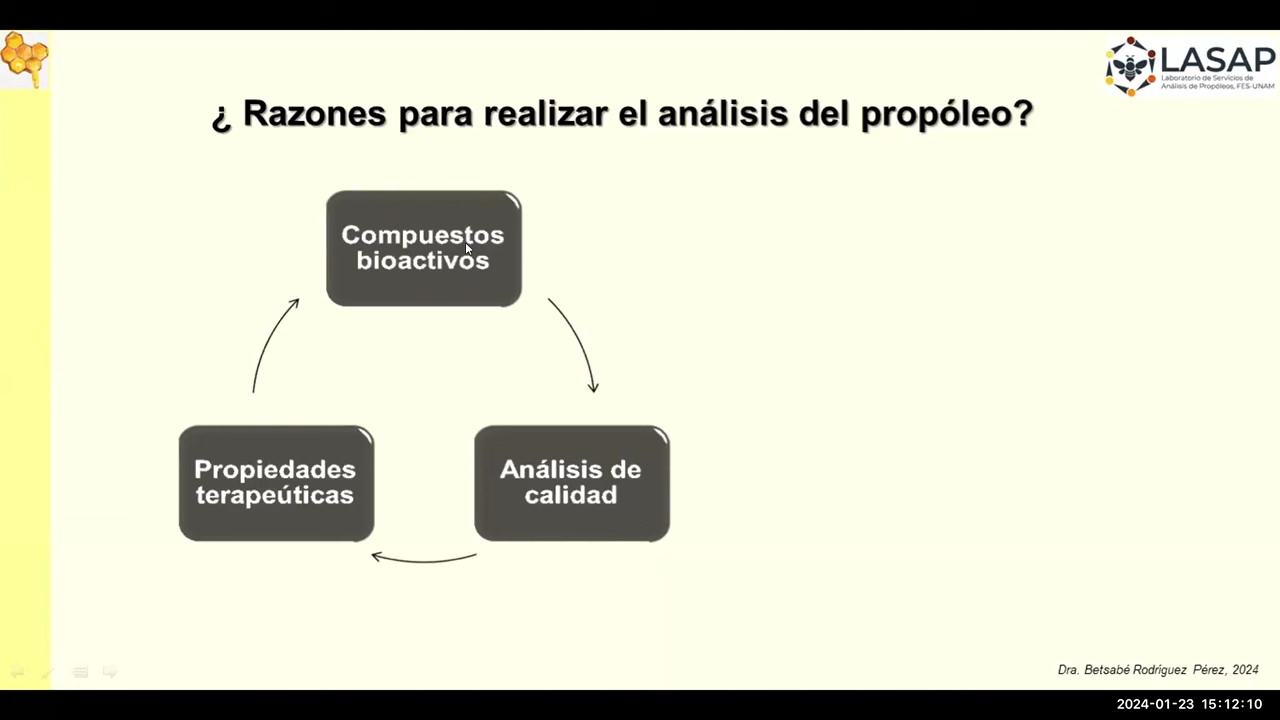 LASAP
Laboratorio de Servicios de
Análisis de Propóleos, FES-UNAM
¿ Razones para realizar el análisis del propóleo?
Compuestos
bioactivos
Propiedades
terapeúticas
Análisis de
calidad
Dra. Betsabé Rodríguez Pérez, 2024
2024-01-23 15:12:10